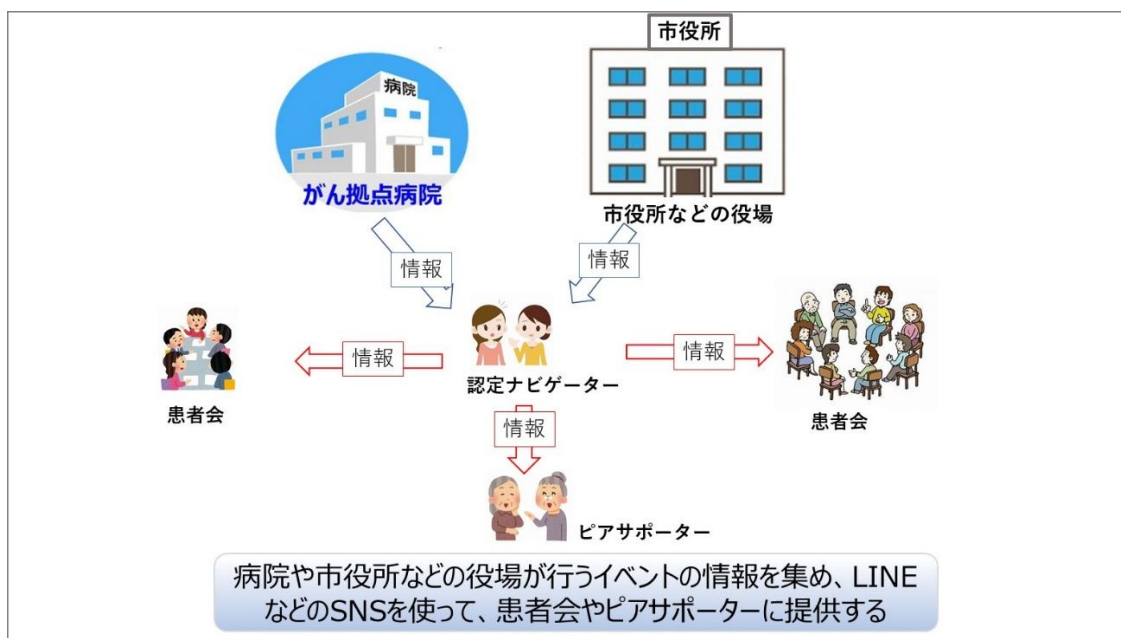 市役所
病院
がん拠点病院
市役所などの役場
情報
情報
情報
情報
認定ナビゲーター
患者会
患者会
情報
ピアサポーター
病院や市役所などの役場が行うイベントの情報を集め、LINE
などのSNSを使って、患者会やピアサポーターに提供する